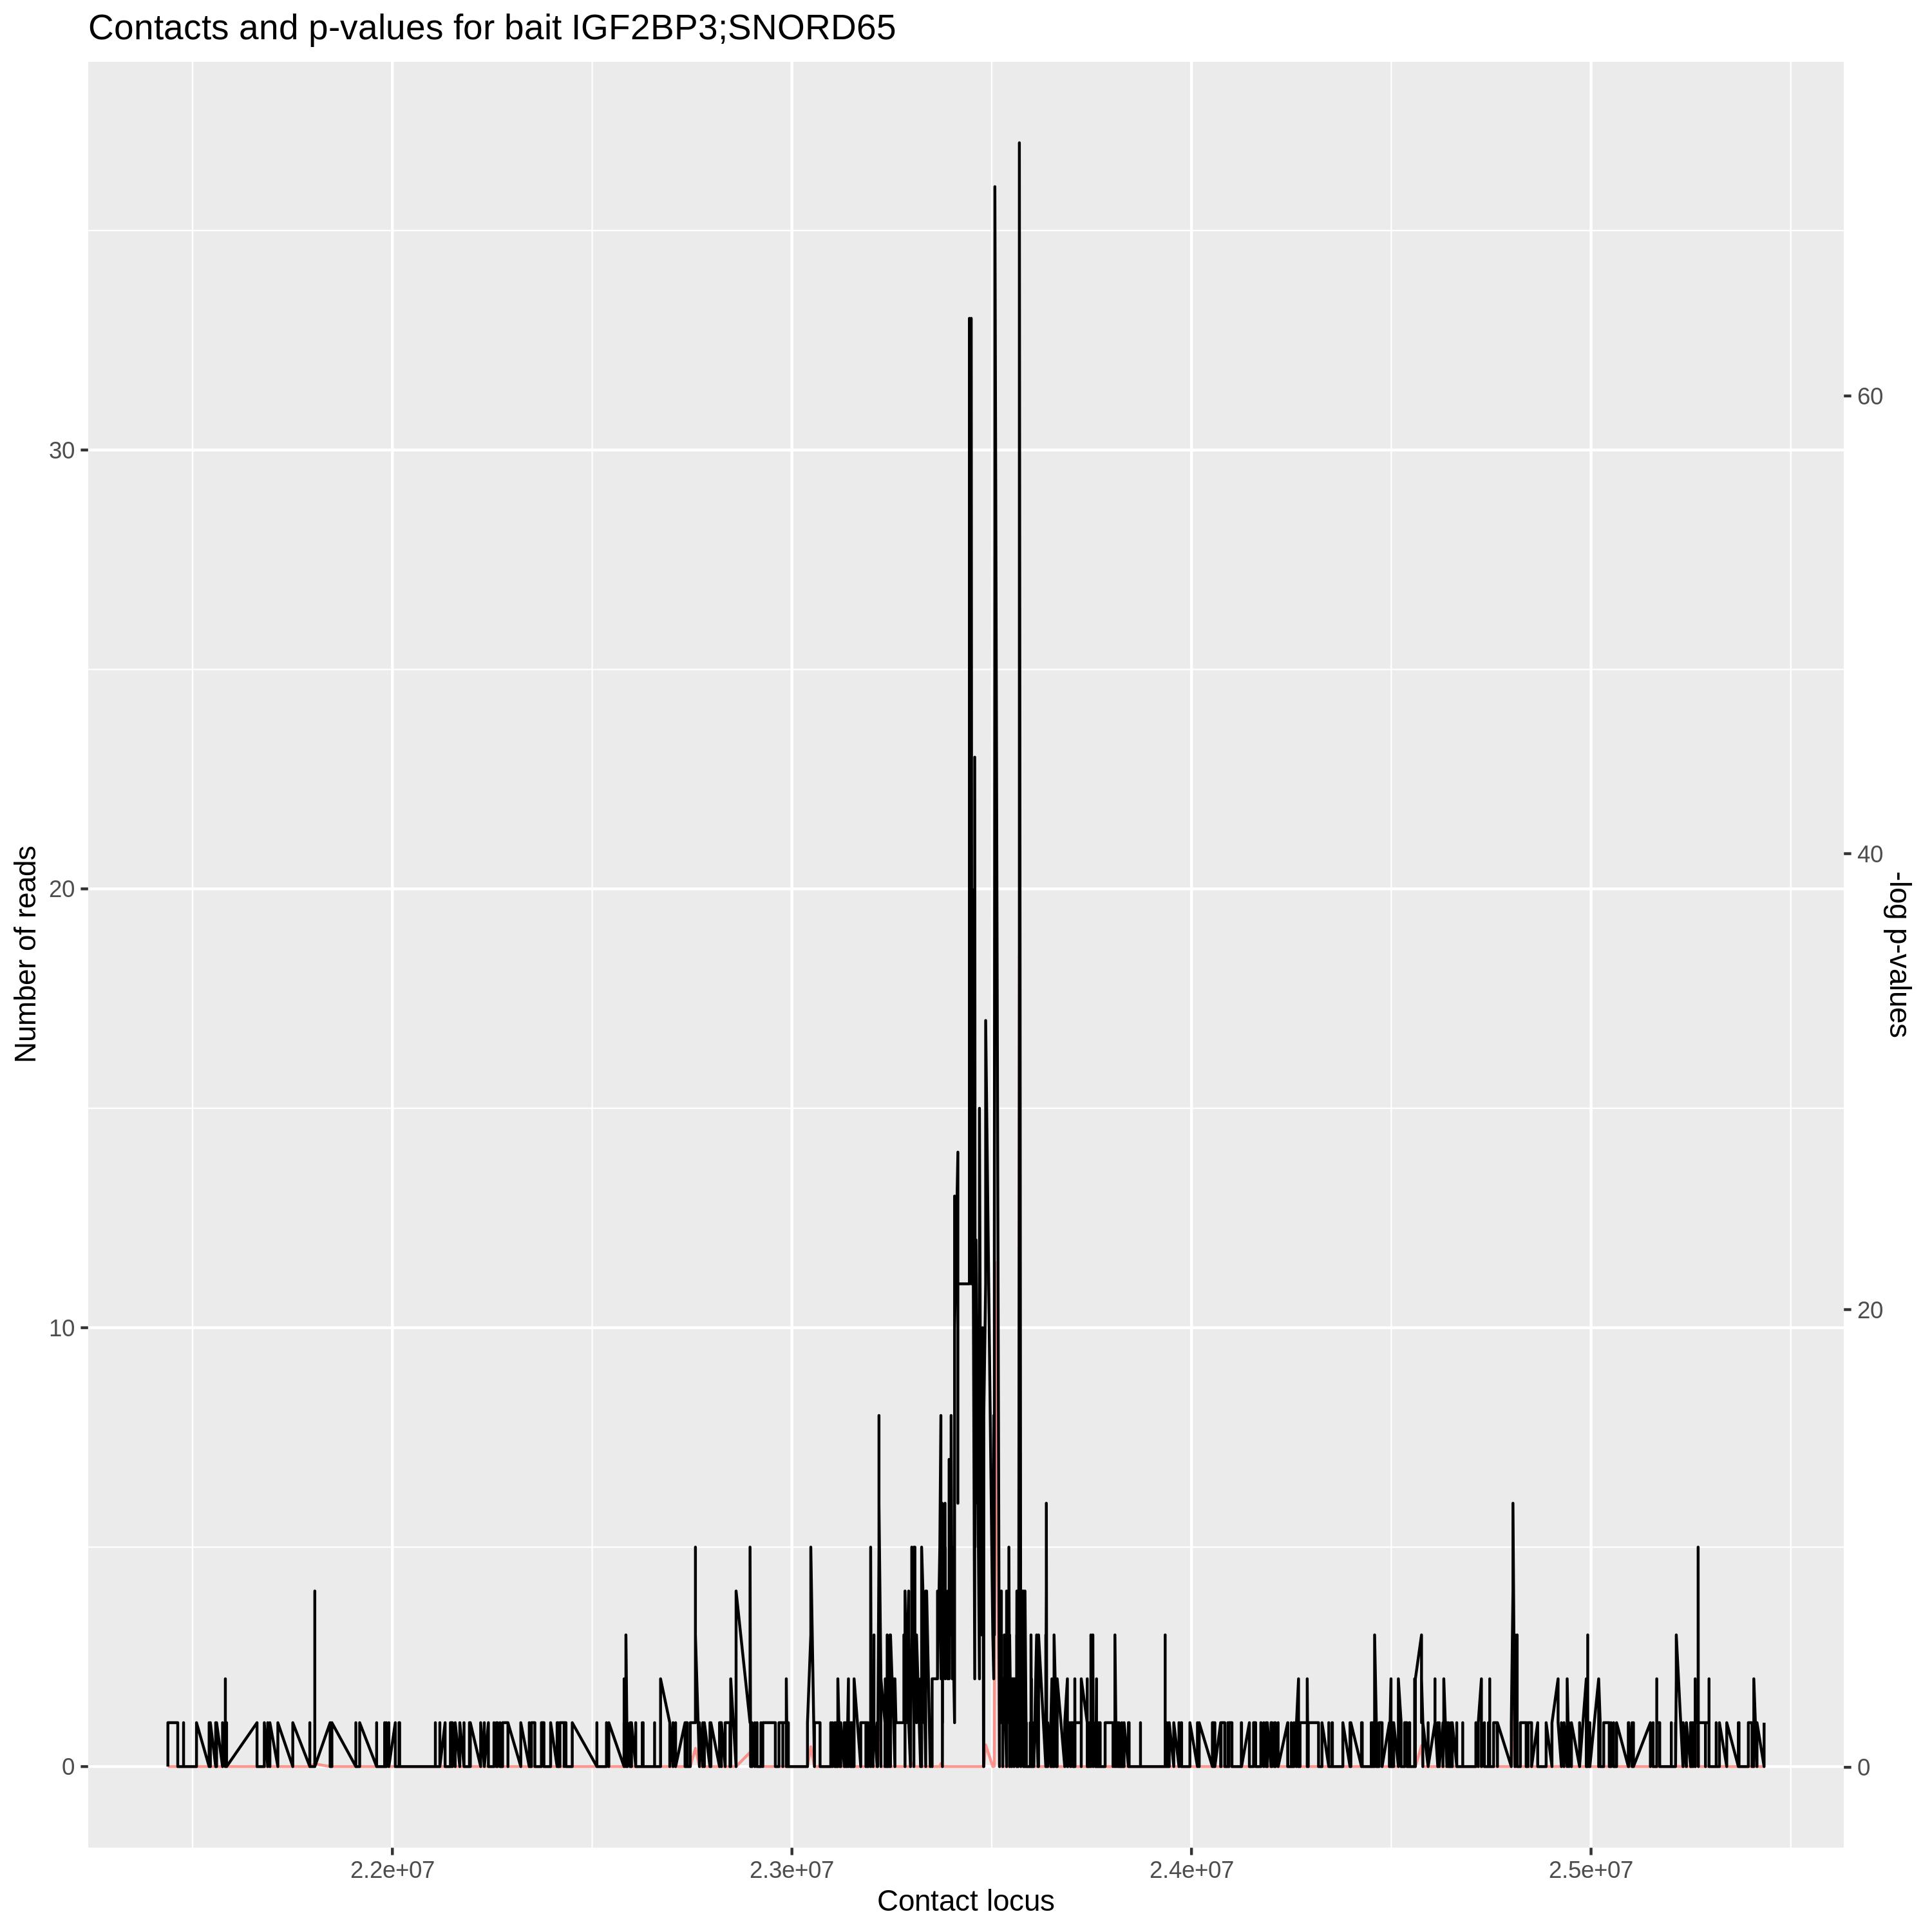 Contacts and p-values for bait IGF2BP3;SNORD65
30
20
10
0
Number of reads
60
40
20
0
-log p-values
2.2e+07
2.3e+07
2.4e+07
2.5e+07
Contact locus